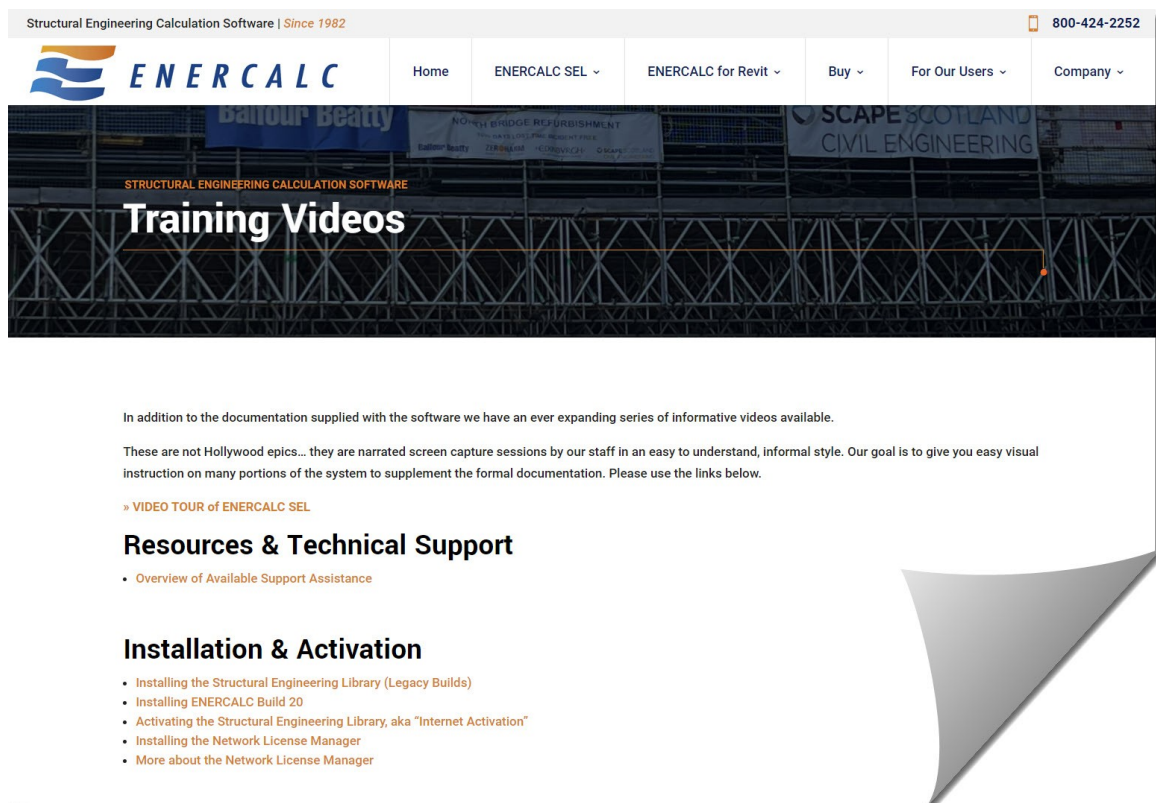 Structural Engineering Calculation Software | Since 1982
800-424-2252
ENERCALC
Home
ENERCALC SEL
ENERCALC for Revit
Buy
For Our Users
Company
Balfour Beatty
NORTH BRIDGE REFURBISHMENT
Balfour Beatty
SCAPE SCOTLAND
CIVIL ENGINEERING
STRUCTURAL ENGINEERING CALCULATION SOFTWARE
Training Videos
In addition to the documentation supplied with the software we have an ever expanding series of informative videos available.
These are not Hollywood epics… they are narrated screen capture sessions by our staff in an easy to understand, informal style. Our goal is to give you easy visual
instruction on many portions of the system to supplement the formal documentation. Please use the links below.
» VIDEO TOUR of ENERCALC SEL
Resources & Technical Support
• Overview of Available Support Assistance
Installation & Activation
• Installing the Structural Engineering Library (Legacy Builds)
• Installing ENERCALC Build 20
• Activating the Structural Engineering Library, aka “Internet Activation”
• Installing the Network License Manager
• More about the Network License Manager